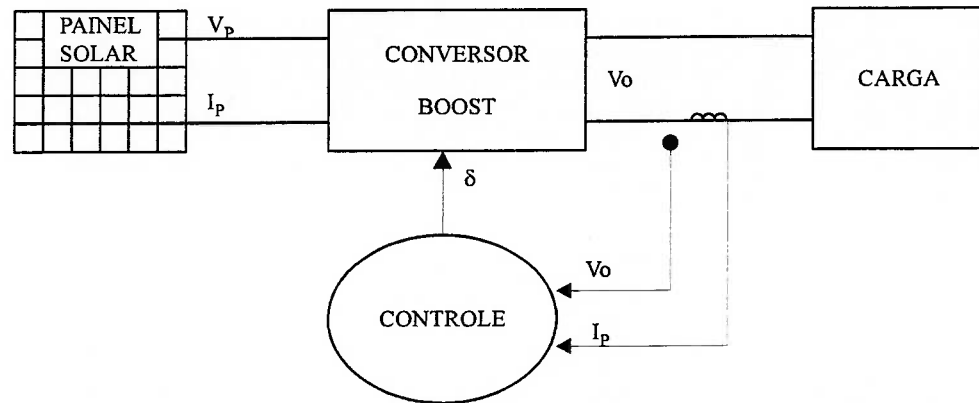 PAINEL
SOLAR
V_P
I_P
CONVERSOR
BOOST
Vo
CARGA
δ
CONTROLE
Vo
I_P